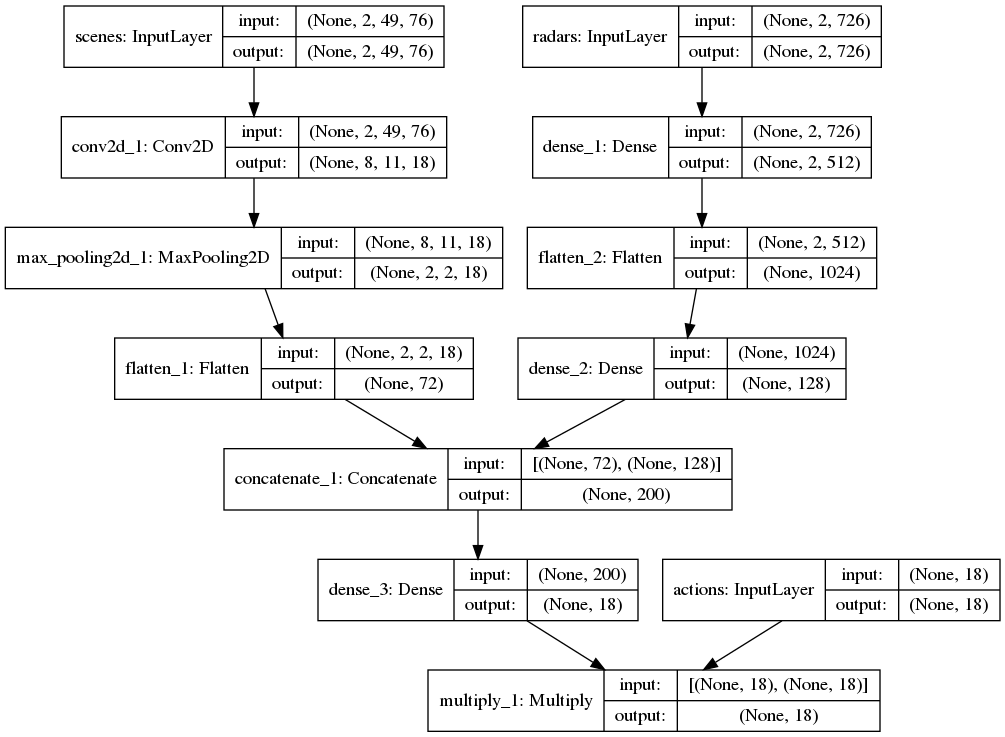 scenes: InputLayer
input: (None, 2, 49, 76)
output: (None, 2, 49, 76)
radars: InputLayer
input: (None, 2, 726)
output: (None, 2, 726)
conv2d_1: Conv2D
input: (None, 2, 49, 76)
output: (None, 8, 11, 18)
dense_1: Dense
input: (None, 2, 726)
output: (None, 2, 512)
max_pooling2d_1: MaxPooling2D
input: (None, 8, 11, 18)
output: (None, 2, 2, 18)
flatten_2: Flatten
input: (None, 2, 512)
output: (None, 1024)
flatten_1: Flatten
input: (None, 2, 2, 18)
output: (None, 72)
dense_2: Dense
input: (None, 1024)
output: (None, 128)
concatenate_1: Concatenate
input: [(None, 72), (None, 128)]
output: (None, 200)
dense_3: Dense
input: (None, 200)
output: (None, 18)
actions: InputLayer
input: (None, 18)
output: (None, 18)
multiply_1: Multiply
input: [(None, 18), (None, 18)]
output: (None, 18)